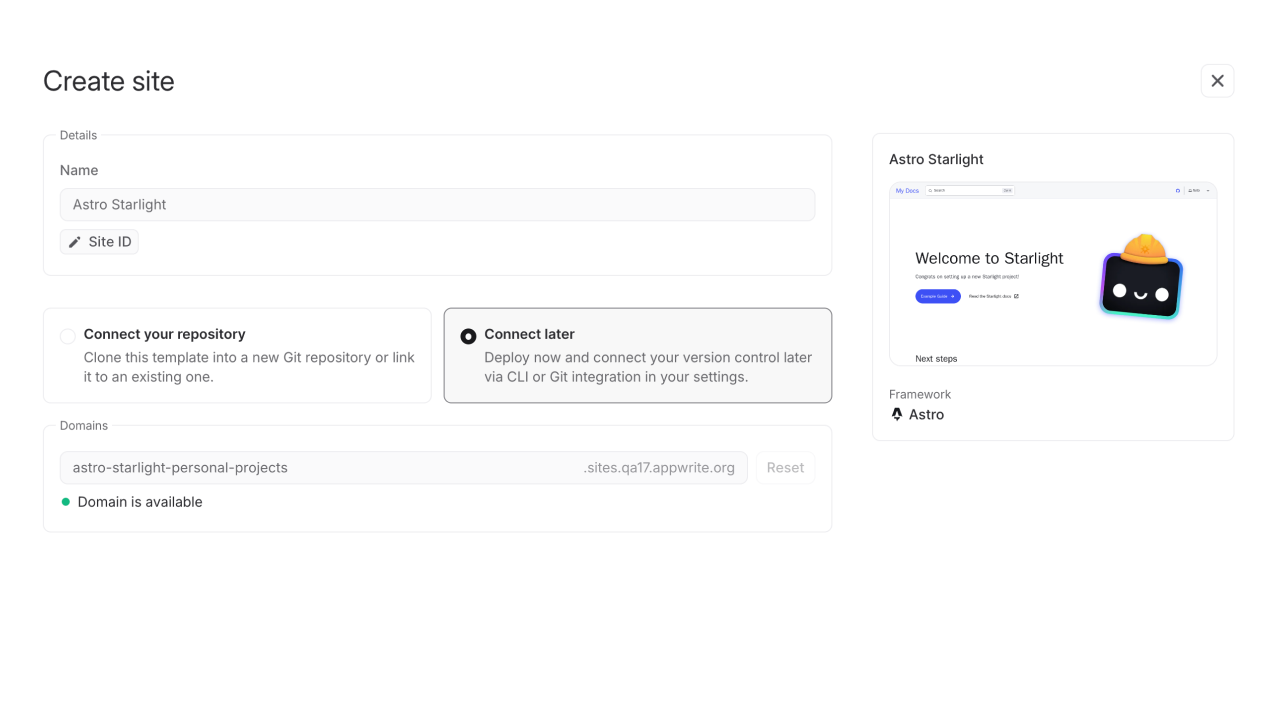 Create site
Details
Name
Astro Starlight
Site ID
Connect your repository
Clone this template into a new Git repository or link
it to an existing one.
Connect later
Deploy now and connect your version control later
via CLI or Git integration in your settings.
Domains
astro-starlight-personal-projects .sites.qa17.appwrite.org Reset
Domain is available
Astro Starlight
My Docs Search
Welcome to Starlight
Congrats on setting up a new Starlight project!
Example Guide Read the Starlight docs
Next steps
Framework
Astro